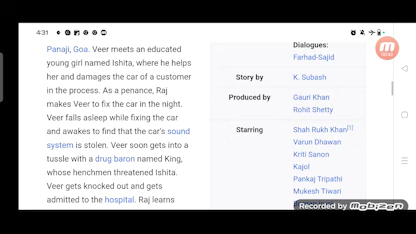 4:31
Panaji, Goa. Veer meets an educated
young girl named Ishita, where he helps
her and damages the car of a customer
in the process. As a penance, Raj
makes Veer to fix the car in the night.
Veer falls asleep while fixing the car
and awakes to find that the car's sound
system is stolen. Veer soon gets into a
tussle with a drug baron named King,
whose henchmen threatened Ishita.
Veer gets knocked out and gets
admitted to the hospital. Raj learns
Dialogues:
Farhad-Sajid
Story by K. Subash
Produced by Gauri Khan
Rohit Shetty
Starring Shah Rukh Khan[1]
Varun Dhawan
Kriti Sanon
Kajol
Pankaj Tripathi
Mukesh Tiwari
Recorded by Mobizen